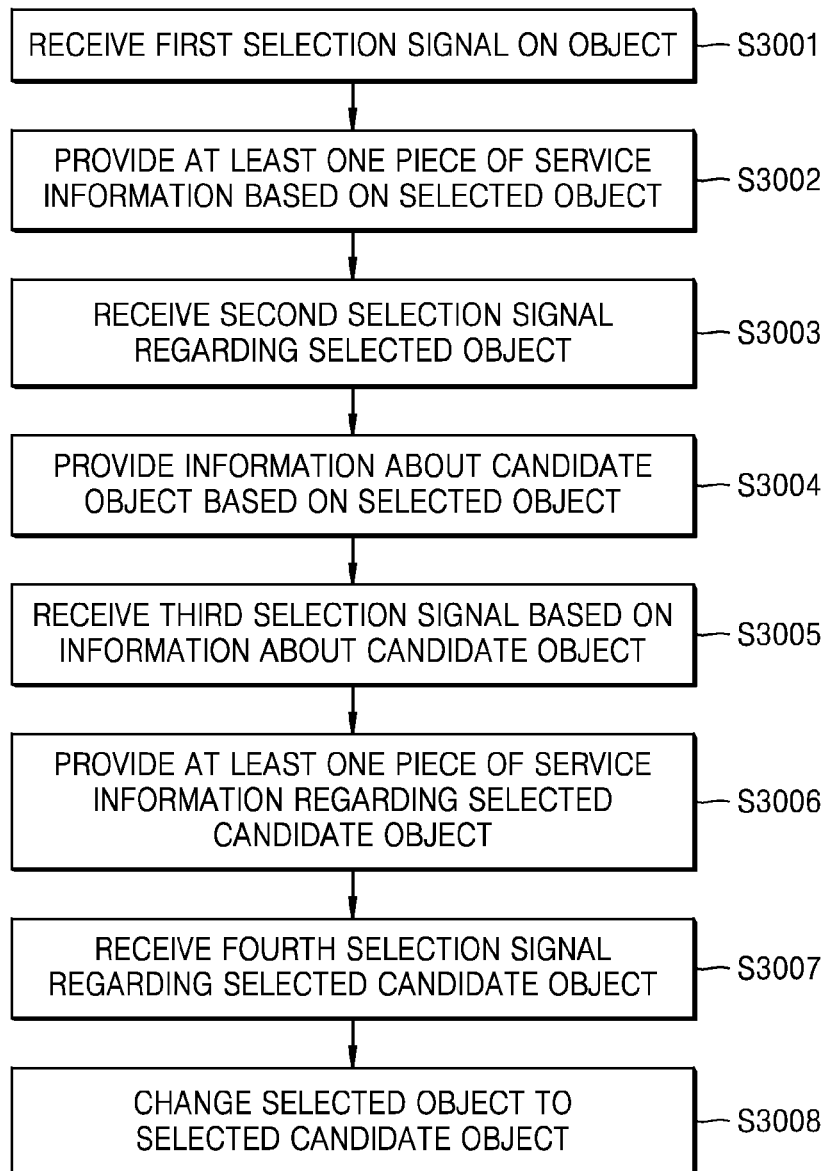 RECEIVE FIRST SELECTION SIGNAL ON OBJECT
S3001
PROVIDE AT LEAST ONE PIECE OF SERVICE
INFORMATION BASED ON SELECTED OBJECT
S3002
RECEIVE SECOND SELECTION SIGNAL
REGARDING SELECTED OBJECT
S3003
PROVIDE INFORMATION ABOUT CANDIDATE
OBJECT BASED ON SELECTED OBJECT
S3004
RECEIVE THIRD SELECTION SIGNAL BASED ON
INFORMATION ABOUT CANDIDATE OBJECT
S3005
PROVIDE AT LEAST ONE PIECE OF SERVICE
INFORMATION REGARDING SELECTED
CANDIDATE OBJECT
S3006
RECEIVE FOURTH SELECTION SIGNAL
REGARDING SELECTED CANDIDATE OBJECT
S3007
CHANGE SELECTED OBJECT TO
SELECTED CANDIDATE OBJECT
S3008